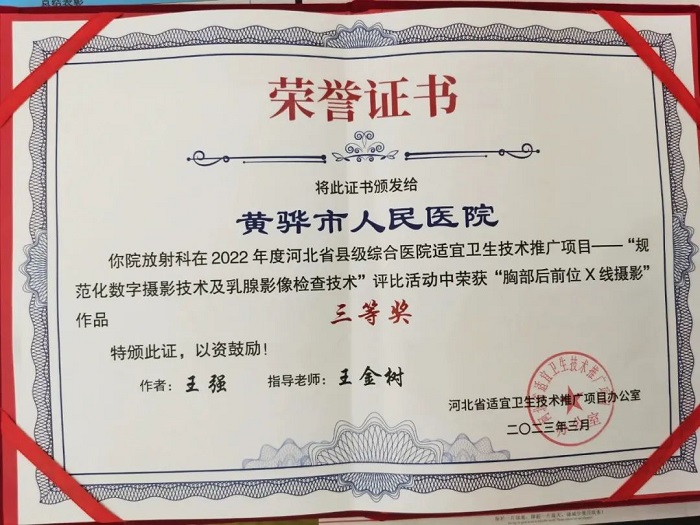 总结表彰
荣誉证书
将此证书颁发给
黄骅市人民医院
你院放射科在2022年度河北省县级综合医院适宜卫生技术推广项目——“规
范化数字摄影技术及乳腺影像检查技术”评比活动中荣获“胸部后前位X线摄影”
作品
三等奖
特颁此证，以资鼓励！
作者：王强 指导老师：王金树
河北省适宜卫生技术推广项目办公室
二〇二三年三月